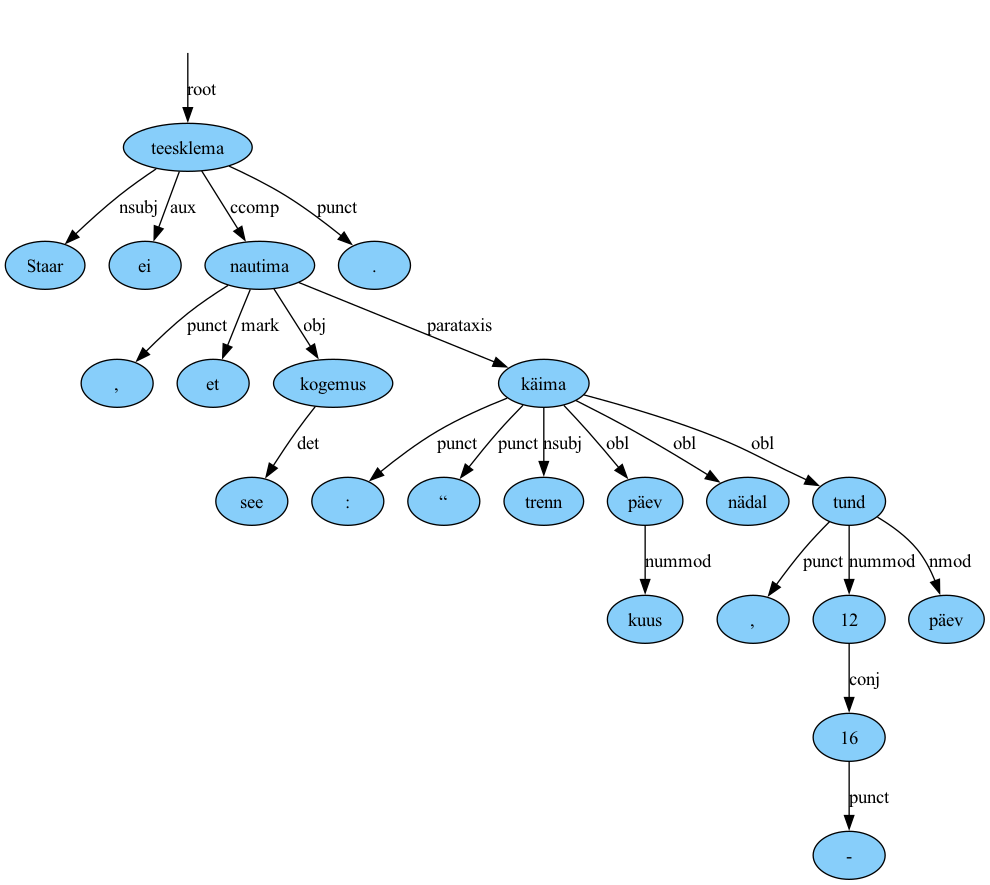 root
teesklema
nsubj aux ccomp punct
Staar ei nautima .
punct mark obj parataxis
, et kogemus käima
det punct punct nsubj obl obl obl
see : “ trenn päev nädal tund
nummod punct nummod nmod
kuus , 12 päev
conj
16
punct
-